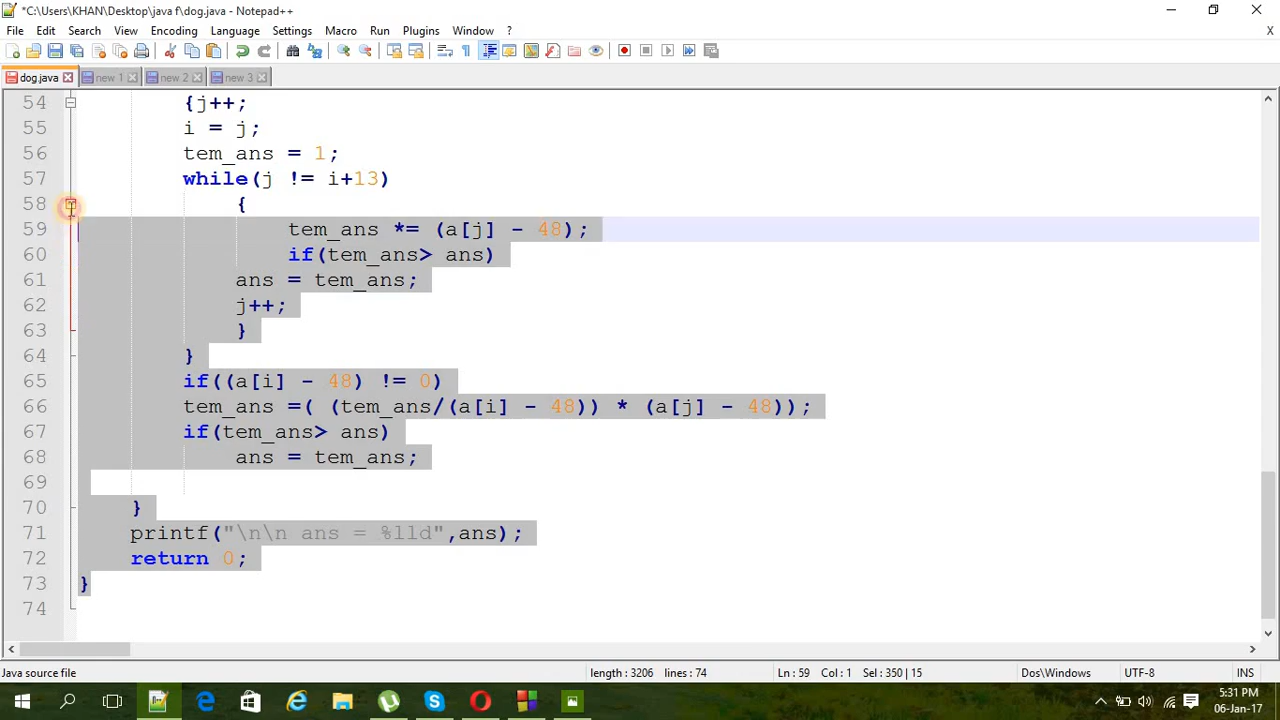 *C:\Users\KHAN\Desktop\java f\dog.java - Notepad++
File Edit Search View Encoding Language Settings Macro Run Plugins Window ? X
dog.java new 1 new 2 new 3
54 {j++;
55 i = j;
56 tem_ans = 1;
57 while(j != i+13)
58 {
59 tem_ans *= (a[j] - 48);
60 if(tem_ans> ans)
61 ans = tem_ans;
62 j++;
63 }
64 }
65 if((a[i] - 48) != 0)
66 tem_ans =( (tem_ans/(a[i] - 48)) * (a[j] - 48));
67 if(tem_ans> ans)
68 ans = tem_ans;
69
70 }
71 printf("\n\n ans = %lld",ans);
72 return 0;
73 }
74
Java source file length : 3206 lines : 74 Ln : 59 Col : 1 Sel : 350 | 15 Dos\Windows UTF-8 INS
5:31 PM
06-Jan-17